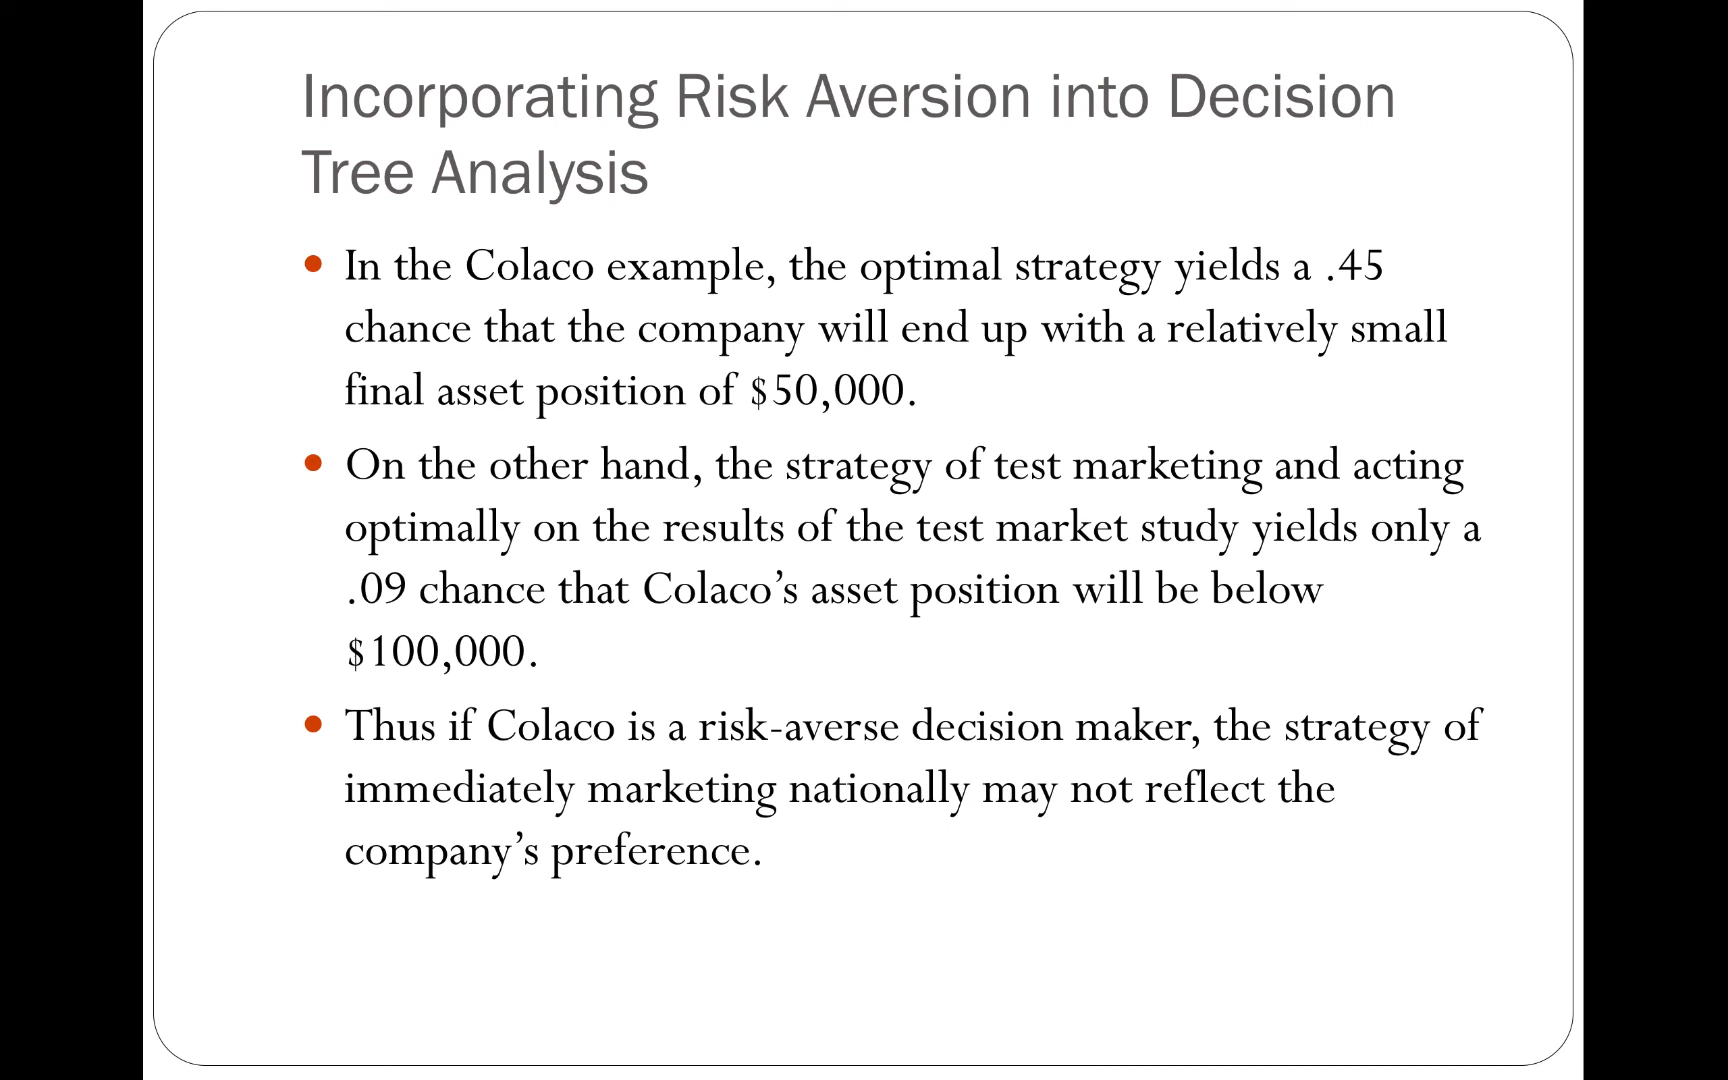 Incorporating Risk Aversion into Decision
Tree Analysis
• In the Colaco example, the optimal strategy yields a .45
chance that the company will end up with a relatively small
final asset position of $50,000.
• On the other hand, the strategy of test marketing and acting
optimally on the results of the test market study yields only a
.09 chance that Colaco’s asset position will be below
$100,000.
• Thus if Colaco is a risk-averse decision maker, the strategy of
immediately marketing nationally may not reflect the
company’s preference.